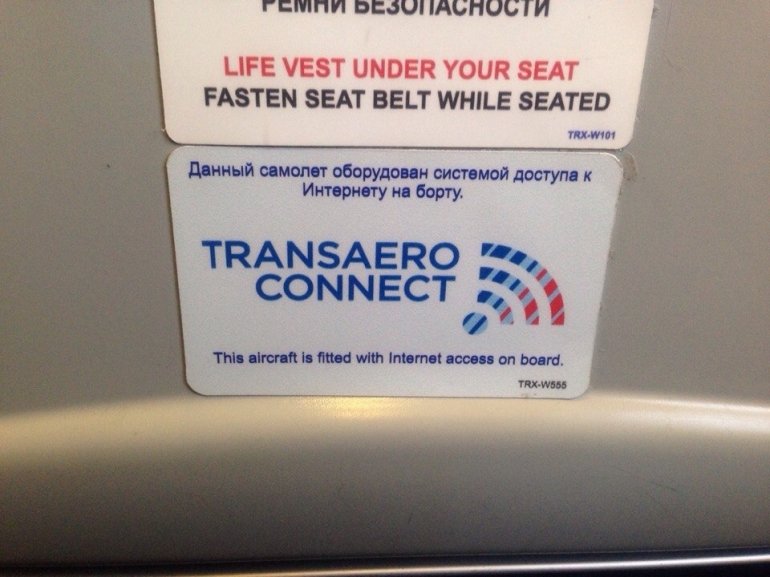 РЕМНИ БЕЗОПАСНОСТИ
LIFE VEST UNDER YOUR SEAT
FASTEN SEAT BELT WHILE SEATED
TRX-W101
Данный самолет оборудован системой доступа к
Интернету на борту.
TRANSAERO
CONNECT
This aircraft is fitted with Internet access on board.
TRX-W555